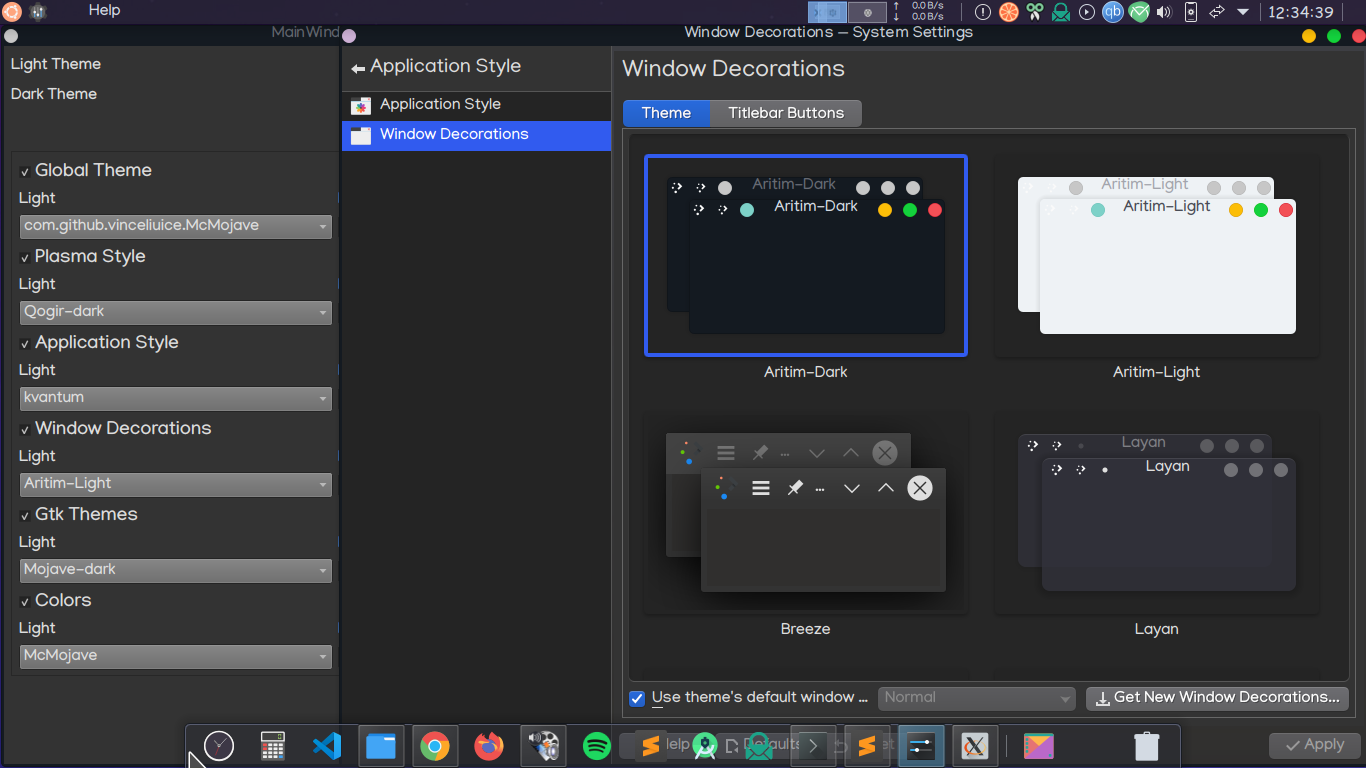 Help
0.0 B/s
0.0 B/s
qb
12:34:39
MainWind
Window Decorations — System Settings
Light Theme
Dark Theme
Global Theme
Light
com.github.vinceliuice.McMojave
Plasma Style
Light
Qogir-dark
Application Style
Light
kvantum
Window Decorations
Light
Aritim-Light
Gtk Themes
Light
Mojave-dark
Colors
Light
McMojave
Application Style
Application Style
Window Decorations
Window Decorations
Theme
Titlebar Buttons
Aritim-Dark
Aritim-Dark
Aritim-Dark
Aritim-Light
Aritim-Light
Aritim-Light
Breeze
Layan
Layan
Layan
Use theme's default window ...
Normal
Get New Window Decorations...
Help
Defaults
Apply